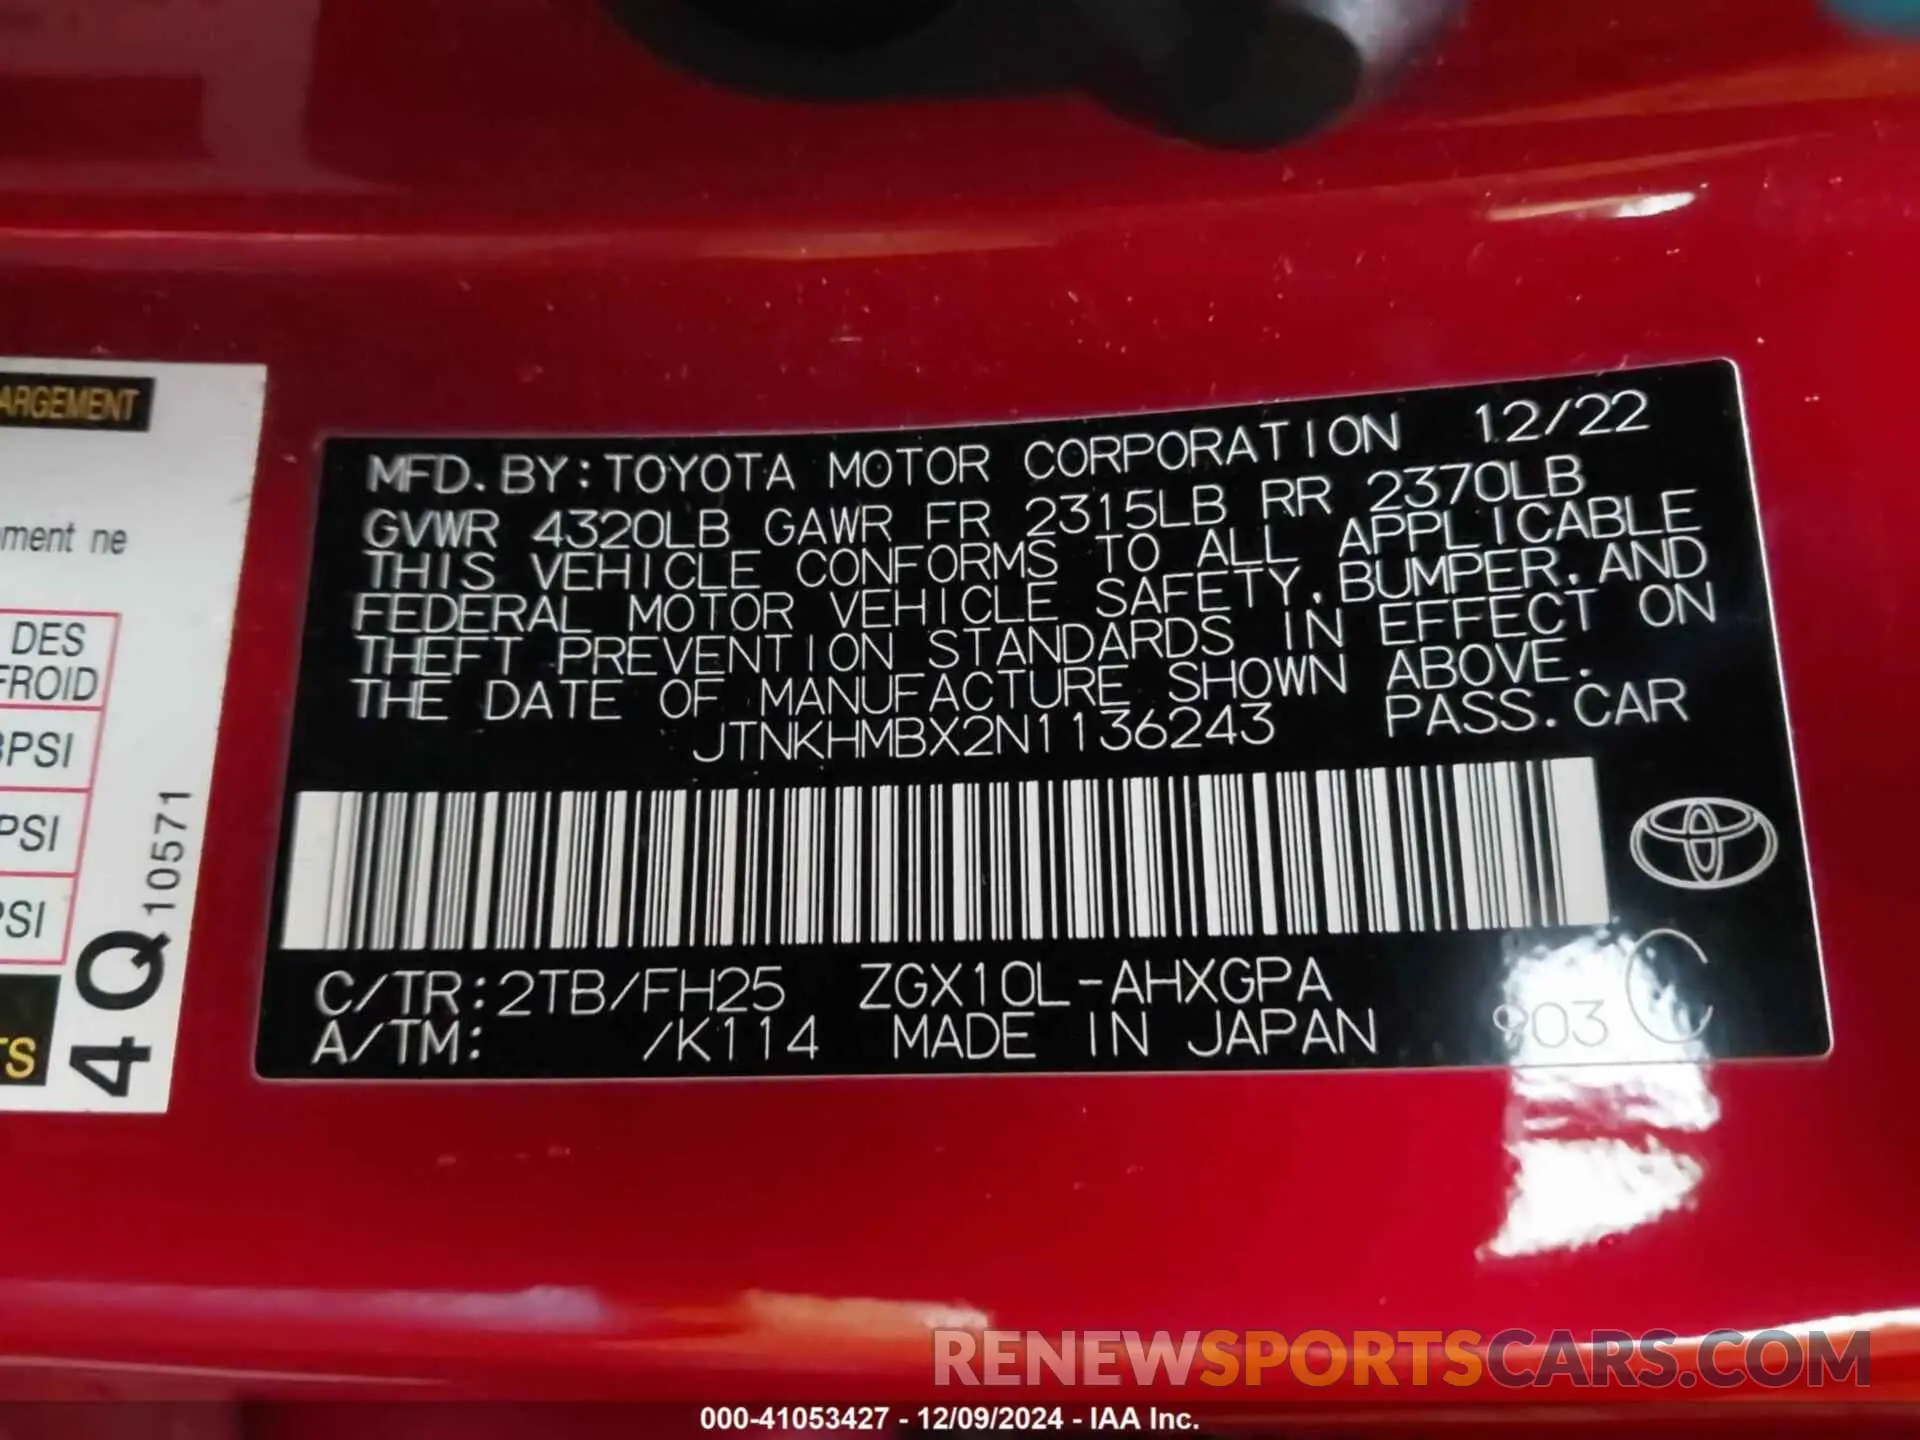 ARGEMENT
ement ne
DES
FROID
PSI
PSI
PSI
TS
4Q 10571
MFD. BY: TOYOTA MOTOR CORPORATION 12/22
GVWR 4320LB GAWR FR 2315LB RR 2370LB
THIS VEHICLE CONFORMS TO ALL APPLICABLE
FEDERAL MOTOR VEHICLE SAFETY, BUMPER, AND
THEFT PREVENTION STANDARDS IN EFFECT ON
THE DATE OF MANUFACTURE SHOWN ABOVE.
JTNKHMBX2N1136243 PASS. CAR
C/TR: 2TB/FH25 ZGX10L-AHXGPA
A/TM: /K114 MADE IN JAPAN 903 C
RENEWSPORTSCARS.COM
000-41053427 - 12/09/2024 - IAA Inc.